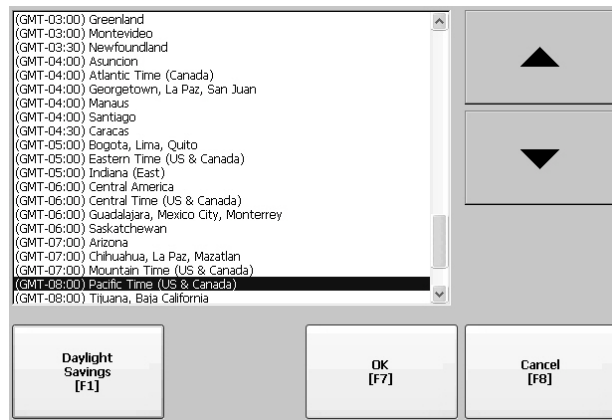 (GMT-03:00) Greenland
(GMT-03:00) Montevideo
(GMT-03:30) Newfoundland
(GMT-04:00) Asuncion
(GMT-04:00) Atlantic Time (Canada)
(GMT-04:00) Georgetown, La Paz, San Juan
(GMT-04:00) Manaus
(GMT-04:00) Santiago
(GMT-04:30) Caracas
(GMT-05:00) Bogota, Lima, Quito
(GMT-05:00) Eastern Time (US & Canada)
(GMT-05:00) Indiana (East)
(GMT-06:00) Central America
(GMT-06:00) Central Time (US & Canada)
(GMT-06:00) Guadalajara, Mexico City, Monterrey
(GMT-06:00) Saskatchewan
(GMT-07:00) Arizona
(GMT-07:00) Chihuahua, La Paz, Mazatlan
(GMT-07:00) Mountain Time (US & Canada)
(GMT-08:00) Pacific Time (US & Canada)
(GMT-08:00) Tijuana, Baja California
Daylight
Savings
[F1]
OK
[F7]
Cancel
[F8]